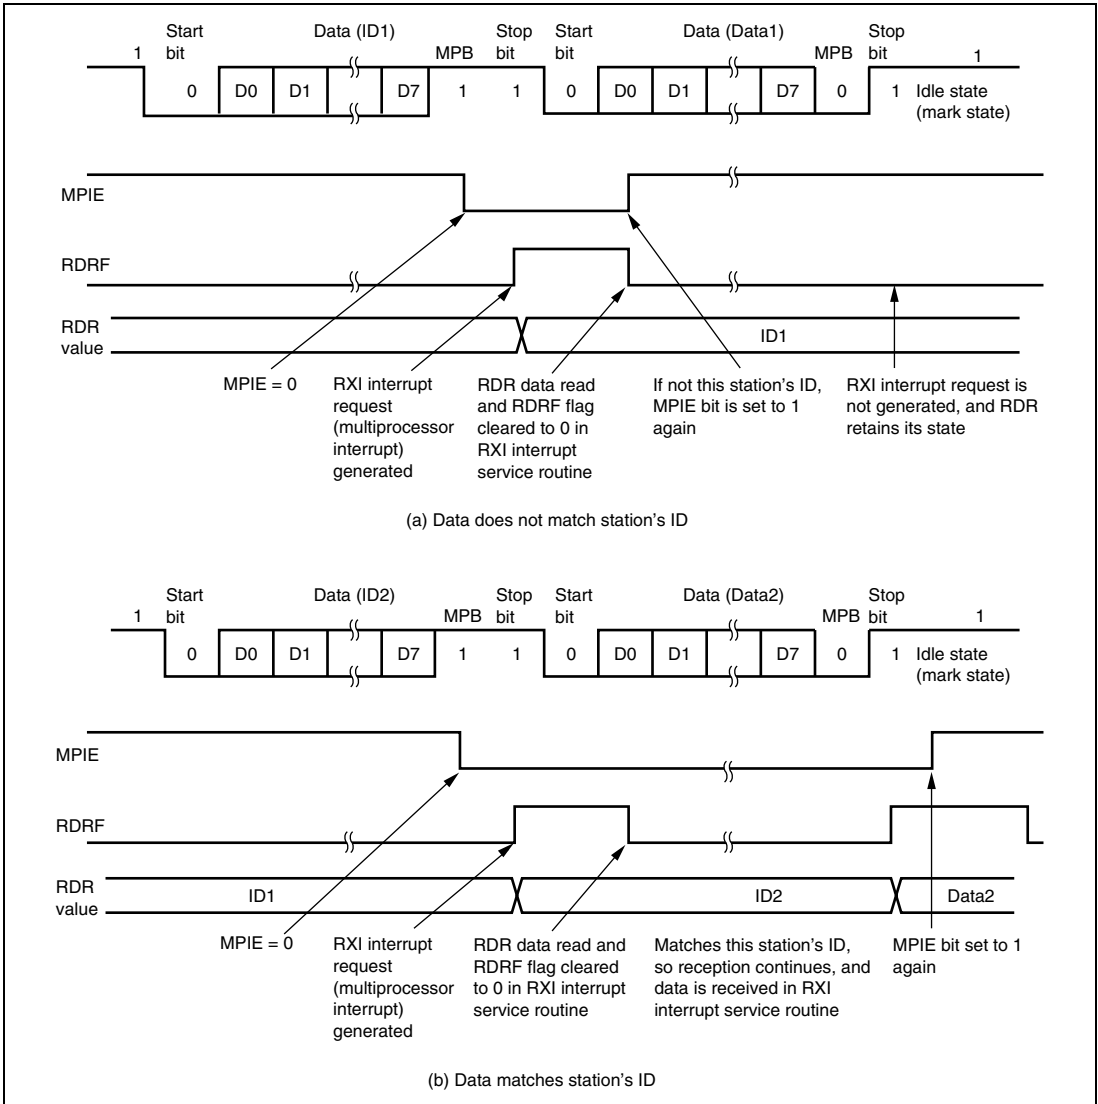 Start bit Data (ID1) MPB Stop bit Start bit Data (Data1) MPB Stop bit
1 1
0 D0 D1 D7 1 1 0 D0 D1 D7 0 1 Idle state (mark state)
MPIE
RDRF
RDR value
ID1
MPIE = 0
RXI interrupt
request
(multiprocessor
interrupt)
generated
RDR data read
and RDRF flag
cleared to 0 in
RXI interrupt
service routine
If not this station's ID,
MPIE bit is set to 1
again
RXI interrupt request is
not generated, and RDR
retains its state
(a) Data does not match station's ID
Start bit Data (ID2) MPB Stop bit Start bit Data (Data2) MPB Stop bit
1 1
0 D0 D1 D7 1 1 0 D0 D1 D7 0 1 Idle state (mark state)
MPIE
RDRF
RDR value
ID1 ID2 Data2
MPIE = 0
RXI interrupt
request
(multiprocessor
interrupt)
generated
RDR data read and
RDRF flag cleared
to 0 in RXI interrupt
service routine
Matches this station's ID,
so reception continues, and
data is received in RXI
interrupt service routine
MPIE bit set to 1
again
(b) Data matches station's ID